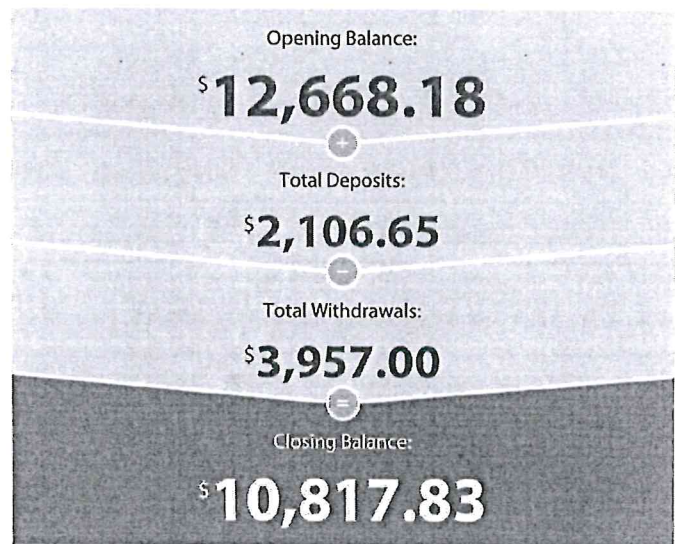 Opening Balance:
$12,668.18
+
Total Deposits:
$2,106.65
−
Total Withdrawals:
$3,957.00
=
Closing Balance:
$10,817.83